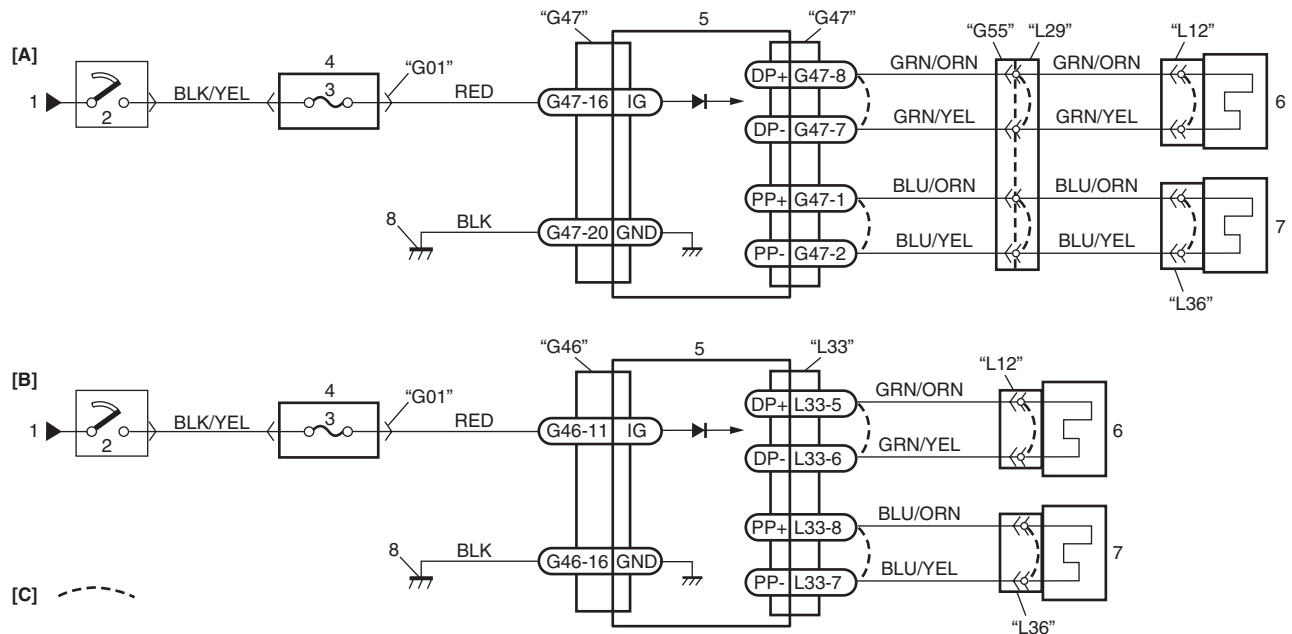 “G47” 5 “G47” “G55” “L29” “L12”
[A]
4 “G01”
1 2 BLK/YEL 3 RED G47-16 IG
DP+ G47-8 GRN/ORN GRN/ORN
DP- G47-7 GRN/YEL GRN/YEL 6
PP+ G47-1 BLU/ORN BLU/ORN
8 BLK G47-20 GND 7
PP- G47-2 BLU/YEL BLU/YEL
“L36”
“G46” 5 “L33” “L12”
[B]
4 “G01”
1 2 BLK/YEL 3 RED G46-11 IG
DP+ L33-5 GRN/ORN
DP- L33-6 GRN/YEL 6
PP+ L33-8 BLU/ORN
8 BLK G46-16 GND 7
PP- L33-7 BLU/YEL
[C]
“L36”